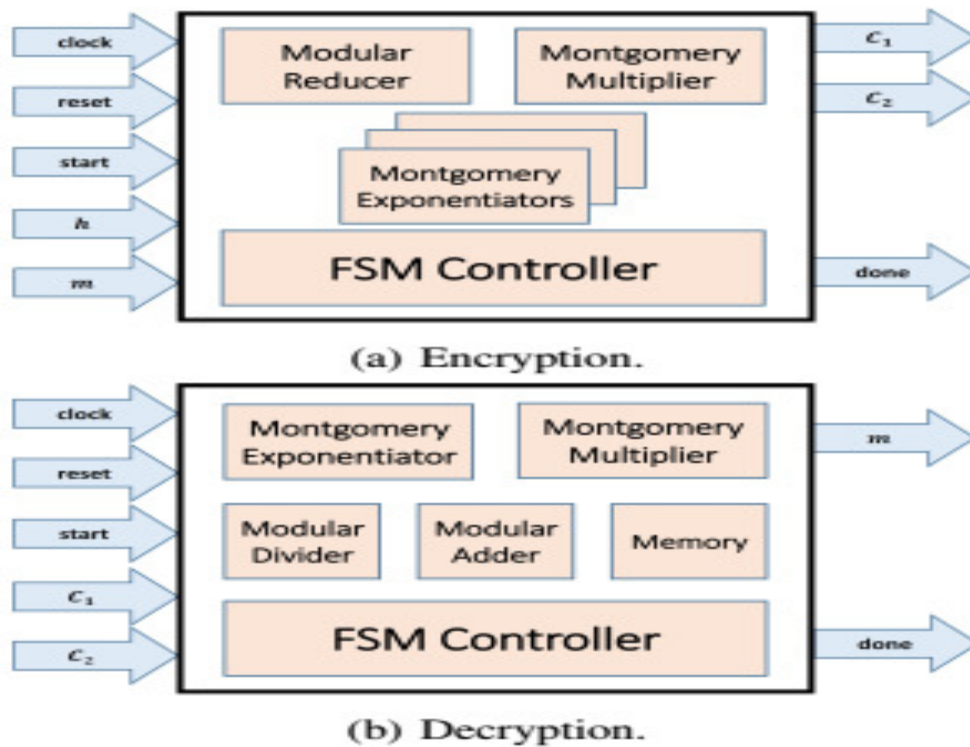 clock
reset
start
h
m
Modular
Reducer
Montgomery
Multiplier
Montgomery
Exponentiators
FSM Controller
C₁
C₂
done
(a) Encryption.
clock
reset
start
C₁
C₂
Montgomery
Exponentiator
Montgomery
Multiplier
Modular
Divider
Modular
Adder
Memory
FSM Controller
m
done
(b) Decryption.